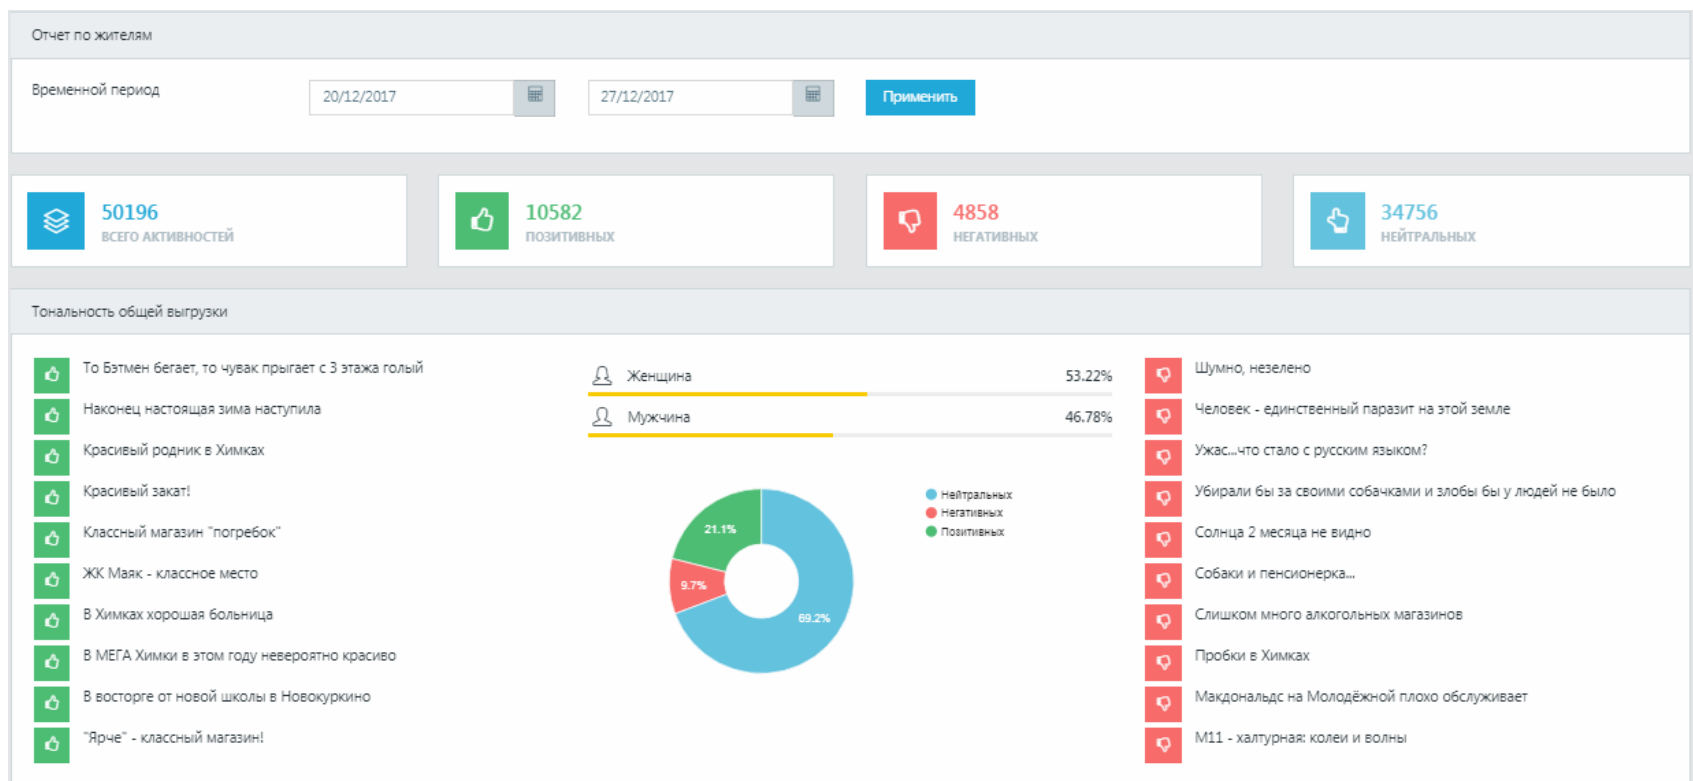 Отчет по жителям
Временной период
20/12/2017
27/12/2017
Применить
50196
ВСЕГО АКТИВНОСТЕЙ
10582
ПОЗИТИВНЫХ
4858
НЕГАТИВНЫХ
34756
НЕЙТРАЛЬНЫХ
Тональность общей выгрузки
То Бэтмен бегает, то чувак прыгает с 3 этажа голый
Наконец настоящая зима наступила
Красивый родник в Химках
Красивый закат!
Классный магазин "погребок"
ЖК Маяк - классное место
В Химках хорошая больница
В МЕГА Химки в этом году невероятно красиво
В восторге от новой школы в Новокуркино
"Ярче" - классный магазин!
Женщина 53.22%
Мужчина 46.78%
21.1%
9.7%
69.2%
Нейтральных
Негативных
Позитивных
Шумно, незелено
Человек - единственный паразит на этой земле
Ужас...что стало с русским языком?
Убирали бы за своими собачками и злобы бы у людей не было
Солнца 2 месяца не видно
Собаки и пенсионерка...
Слишком много алкогольных магазинов
Пробки в Химках
Макдональдс на Молодёжной плохо обслуживает
М11 - халтурная: колеи и волны